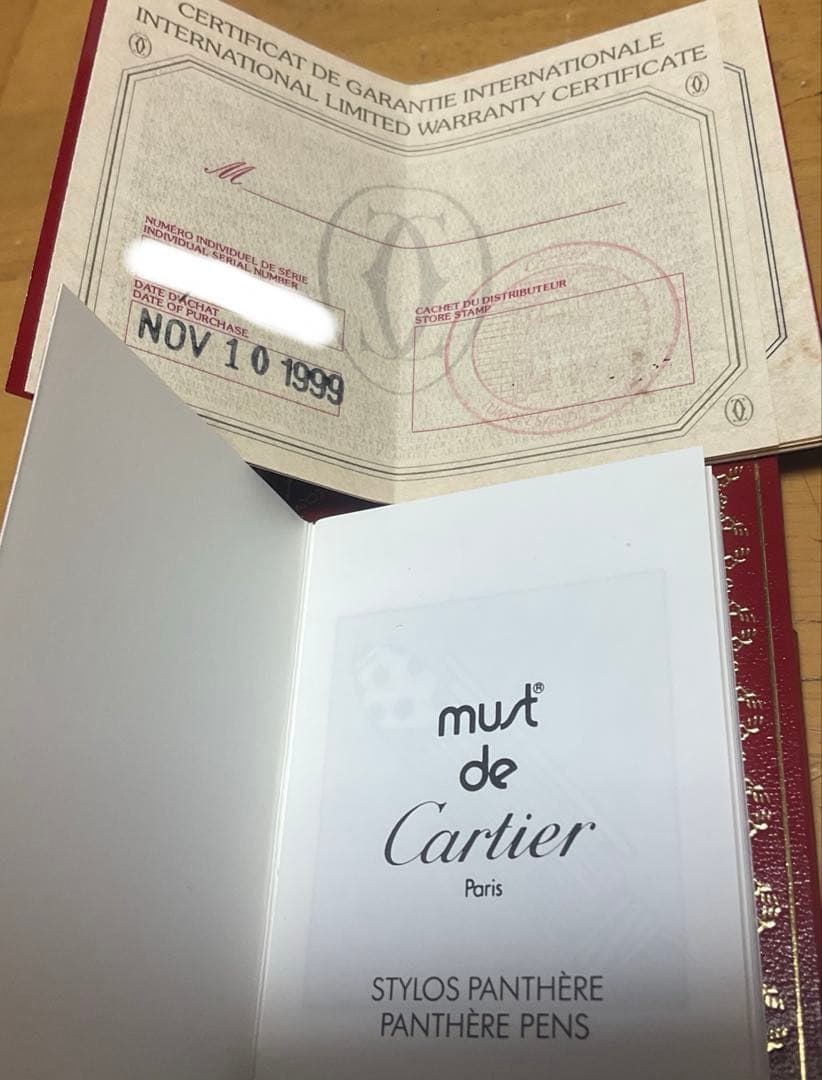 CERTIFICAT DE GARANTIE INTERNATIONALE
INTERNATIONAL LIMITED WARRANTY CERTIFICATE
M
NUMÉRO INDIVIDUEL DE SÉRIE
INDIVIDUAL SERIAL NUMBER
DATE D'ACHAT
DATE OF PURCHASE
NOV 10 1999
CACHET DU DISTRIBUTEUR
STORE STAMP
must®
de
Cartier
Paris
STYLOS PANTHÈRE
PANTHÈRE PENS